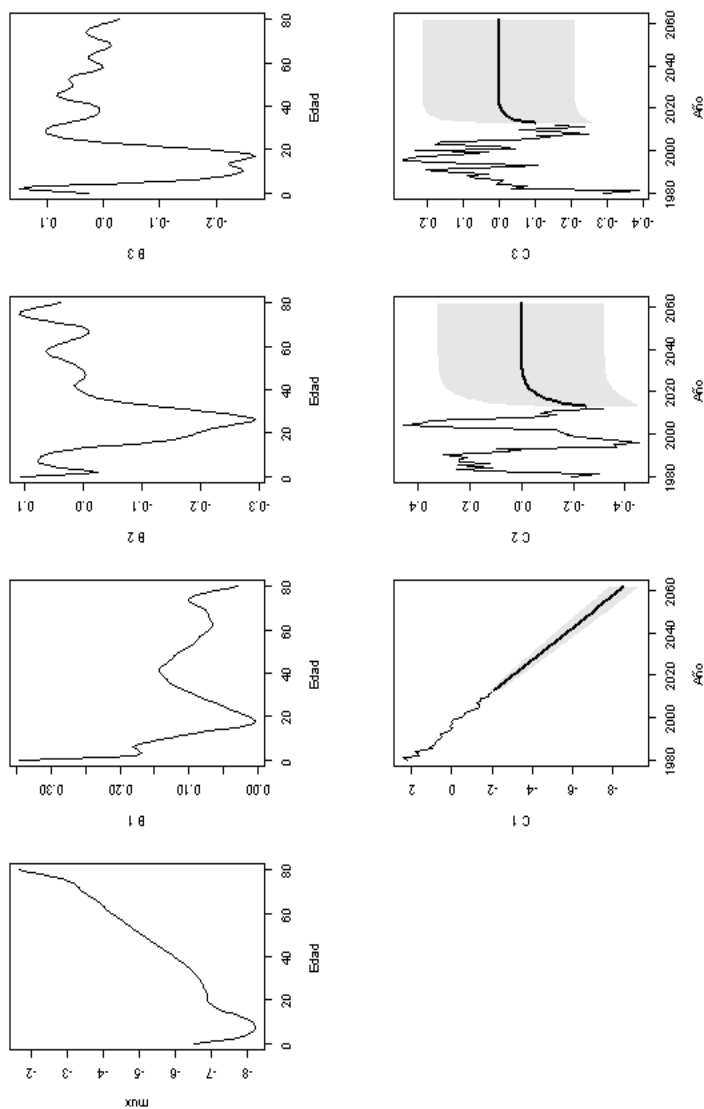 mux
-2 -3 -4 -5 -6 -7 -8
0 20 40 60 80
Edad
B 1
0.30 0.20 0.10 0.00
0 20 40 60 80
Edad
B 2
0.1 0.0 -0.1 -0.2 -0.3
0 20 40 60 80
Edad
B 3
0.1 0.0 -0.1 -0.2
0 20 40 60 80
Edad
C 1
2 0 -2 -4 -6 -8
1980 2000 2020 2040 2060
Año
C 2
0.4 0.2 0.0 -0.2 -0.4
1980 2000 2020 2040 2060
Año
C 3
0.2 0.1 0.0 -0.1 -0.2 -0.3 -0.4
1980 2000 2020 2040 2060
Año